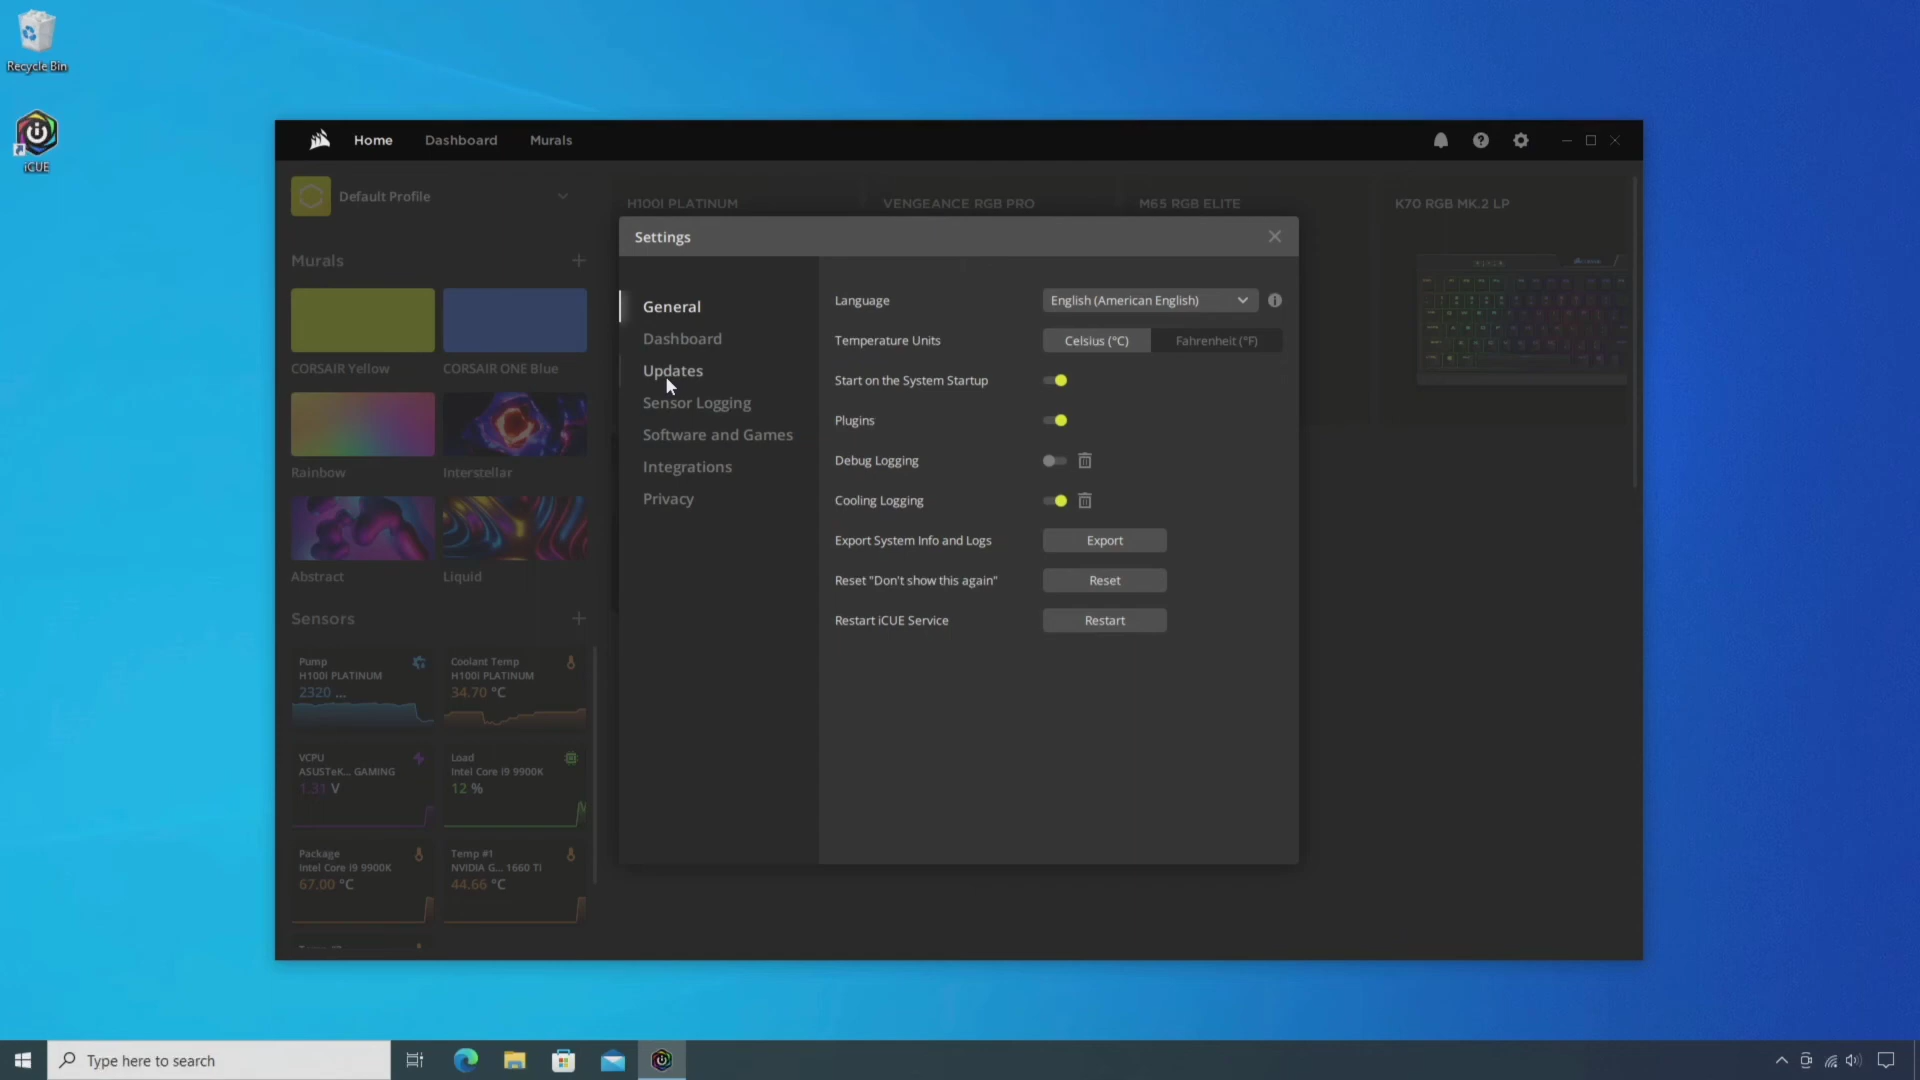 Recycle Bin
iCUE
Home
Dashboard
Murals
Default Profile
Murals
CORSAIR Yellow
CORSAIR ONE Blue
Rainbow
Interstellar
Abstract
Liquid
Sensors
Pump
H100I PLATINUM
2320 ...
Coolant Temp
H100I PLATINUM
34.70 °C
VCPU
ASUSTeK... GAMING
1.31 V
Load
Intel Core i9 9900K
12 %
Package
Intel Core i9 9900K
67.00 °C
Temp #1
NVIDIA G... 1660 TI
44.66 °C
H100I PLATINUM
VENGEANCE RGB PRO
M65 RGB ELITE
K70 RGB MK.2 LP
Settings
General
Dashboard
Updates
Sensor Logging
Software and Games
Integrations
Privacy
Language
English (American English)
Temperature Units
Celsius (°C)
Fahrenheit (°F)
Start on the System Startup
Plugins
Debug Logging
Cooling Logging
Export System Info and Logs
Export
Reset "Don't show this again"
Reset
Restart iCUE Service
Restart
Type here to search